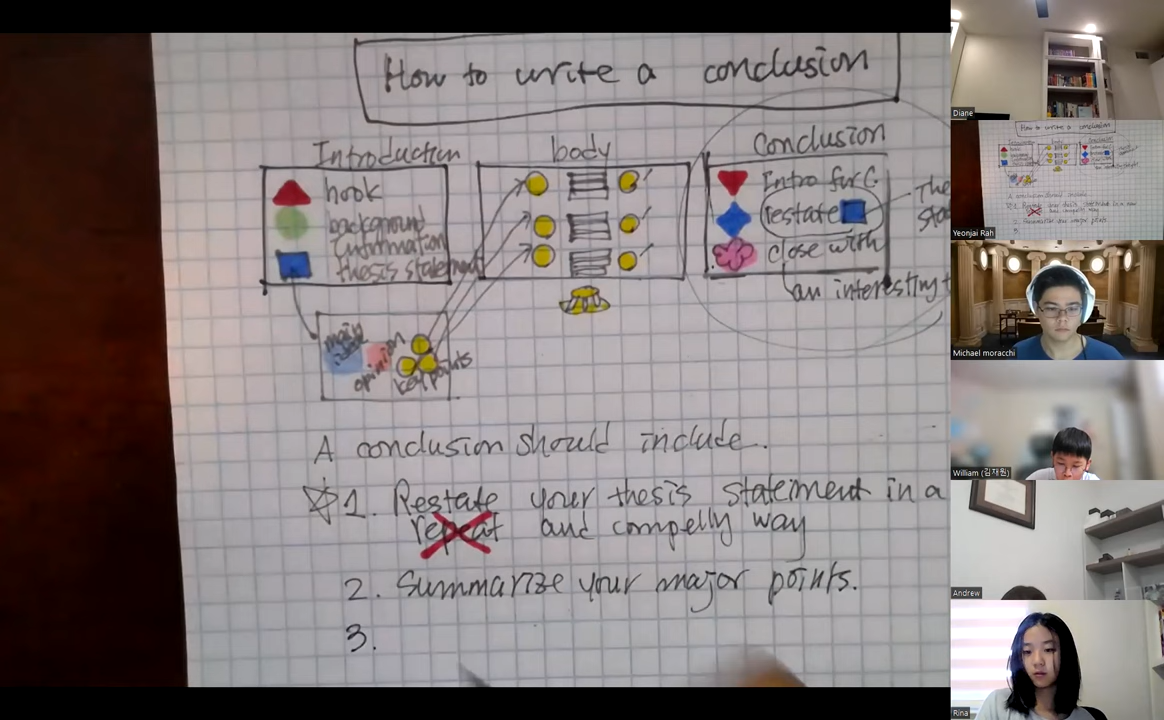 How to write a conclusion
Introduction
hook
background
information
thesis statement
main
idea
opinion
key points
body
Conclusion
Intro for C.
restate
close with
an interesting
The
A conclusion should include.
1. Restate your thesis statement in a
repeat and compelly way
2. Summarize your major points.
3.
Diane
Yeonjai Rah
Michael moracchi
William (김재원)
Andrew
Rina